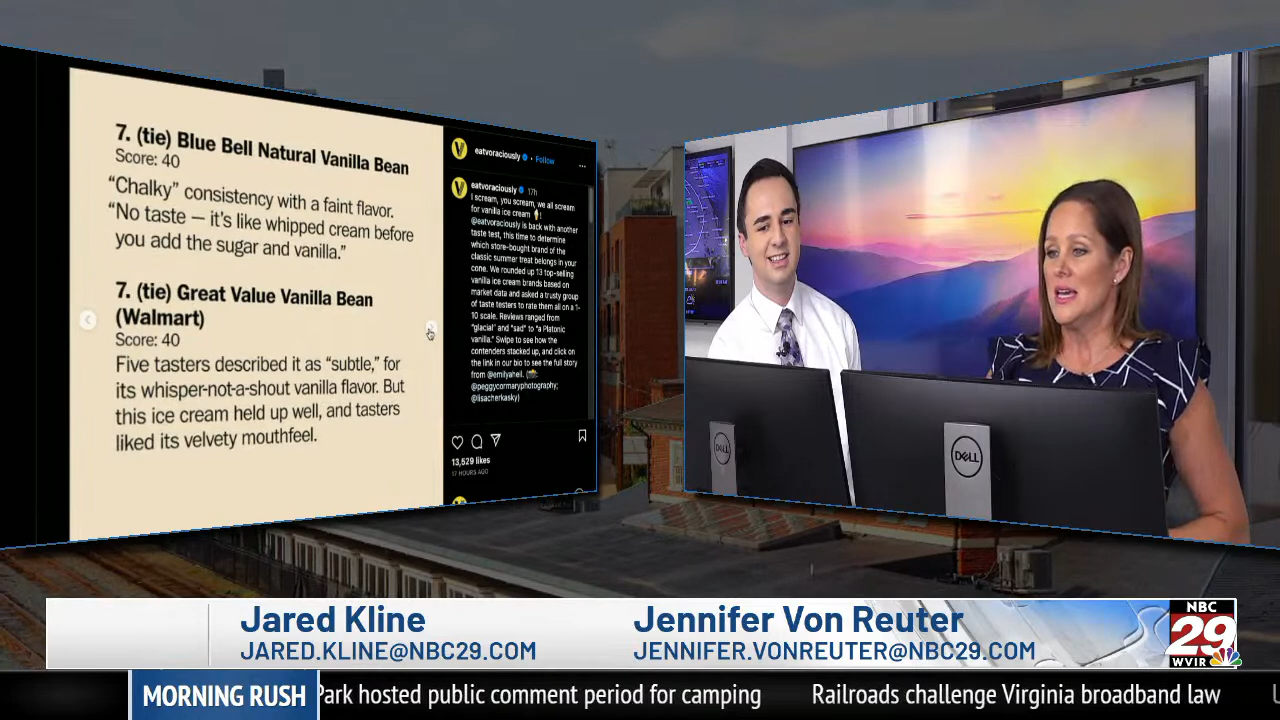 7. (tie) Blue Bell Natural Vanilla Bean
Score: 40
“Chalky” consistency with a faint flavor.
“No taste — it’s like whipped cream before
you add the sugar and vanilla.”
7. (tie) Great Value Vanilla Bean
(Walmart)
Score: 40
Five tasters described it as “subtle,” for
its whisper-not-a-shout vanilla flavor. But
this ice cream held up well, and tasters
liked its velvety mouthfeel.
eatvoraciously • Follow
eatvoraciously 17h
I scream, you scream, we all scream
for vanilla ice cream 🍦!
@eatvoraciously is back with another
taste test, this time to determine
which store-bought brand of the
classic summer treat belongs in your
cone. We rounded up 13 top-selling
vanilla ice cream brands based on
market data and asked a trusty group
of taste testers to rate them all on a 1-
10 scale. Reviews ranged from
“glacial” and “sad” to “a Platonic
vanilla.” Swipe to see how the
contenders stacked up, and click on
the link in our bio to see the full story
from @emilyaheil. (📸:
@peggycormaryphotography;
@lisacherkasky)
13,529 likes
17 HOURS AGO
DELL
DELL
Jared Kline
JARED.KLINE@NBC29.COM
Jennifer Von Reuter
JENNIFER.VONREUTER@NBC29.COM
NBC
29
WVIR
MORNING RUSH
Park hosted public comment period for camping
Railroads challenge Virginia broadband law